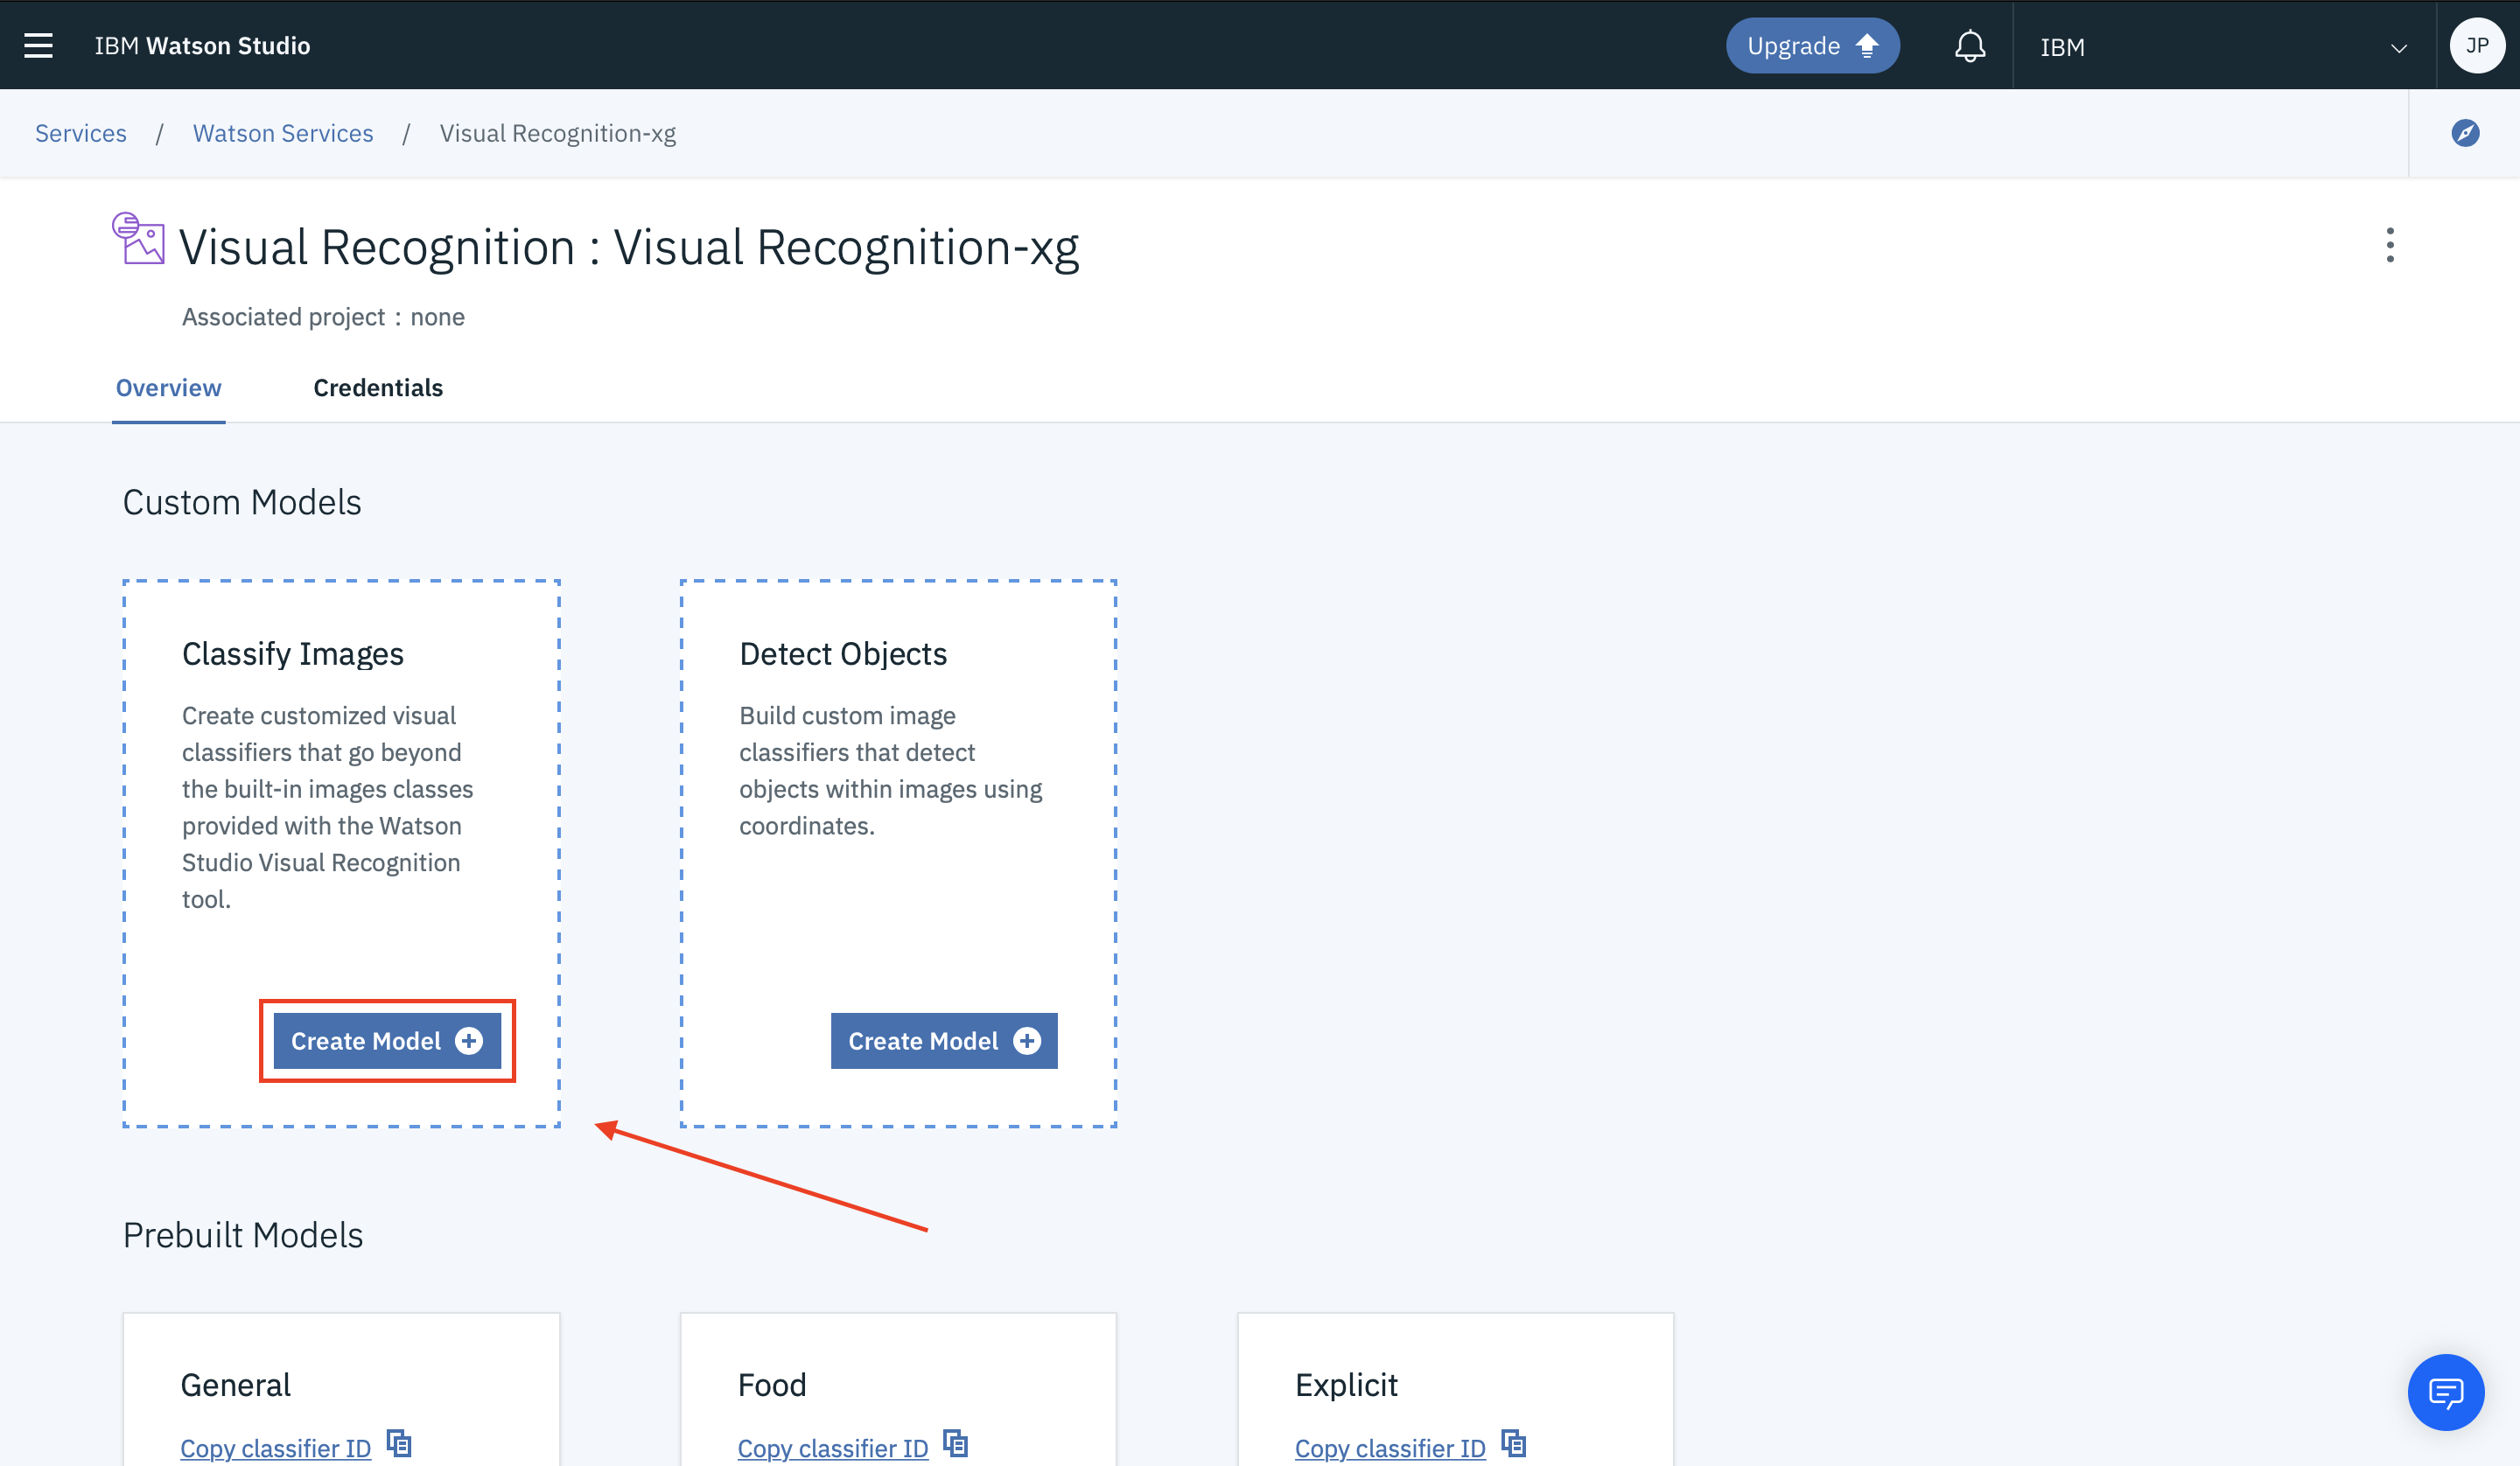 IBM Watson Studio
Upgrade
IBM
JP
Services / Watson Services / Visual Recognition-xg
Visual Recognition : Visual Recognition-xg
Associated project : none
Overview
Credentials
Custom Models
Classify Images
Create customized visual
classifiers that go beyond
the built-in images classes
provided with the Watson
Studio Visual Recognition
tool.
Create Model
Detect Objects
Build custom image
classifiers that detect
objects within images using
coordinates.
Create Model
Prebuilt Models
General
Copy classifier ID
Food
Copy classifier ID
Explicit
Copy classifier ID